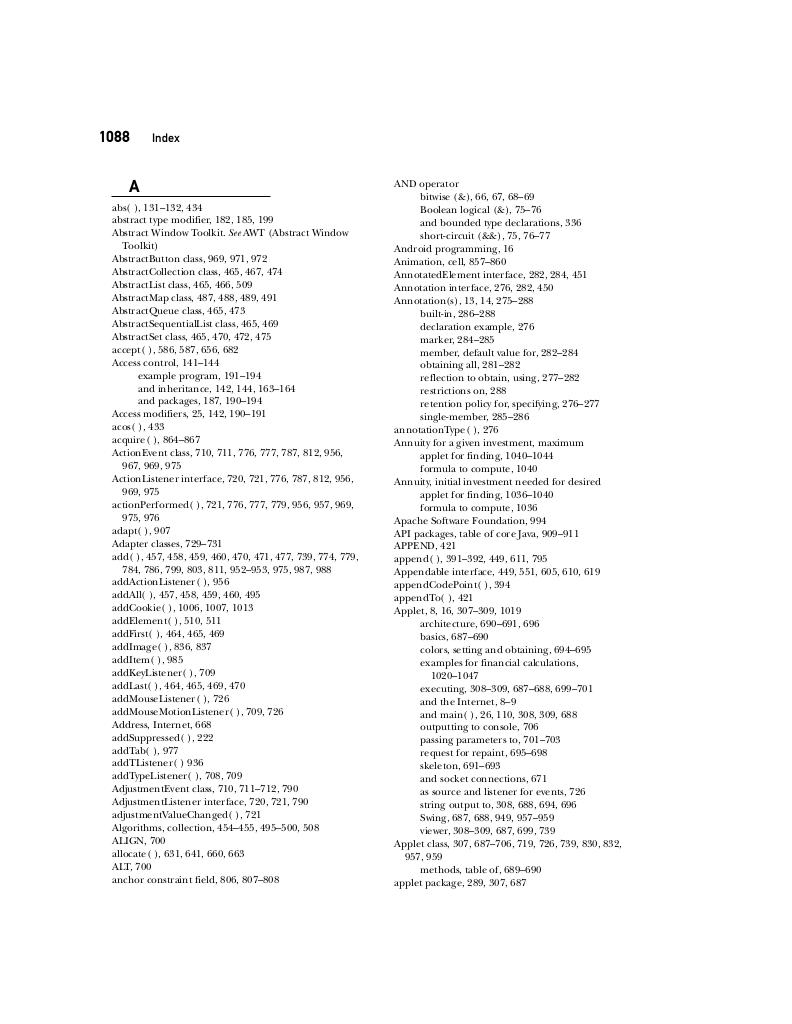 1088 Index
A
abs( ), 131–132, 434
abstract type modifier, 182, 185, 199
Abstract Window Toolkit. See AWT (Abstract Window
Toolkit)
AbstractButton class, 969, 971, 972
AbstractCollection class, 465, 467, 474
AbstractList class, 465, 466, 509
AbstractMap class, 487, 488, 489, 491
AbstractQueue class, 465, 473
AbstractSequentialList class, 465, 469
AbstractSet class, 465, 470, 472, 475
accept( ), 586, 587, 656, 682
Access control, 141–144
example program, 191–194
and inheritance, 142, 144, 163–164
and packages, 187, 190–194
Access modifiers, 25, 142, 190–191
acos( ), 433
acquire( ), 864–867
ActionEvent class, 710, 711, 776, 777, 787, 812, 956,
967, 969, 975
ActionListener interface, 720, 721, 776, 787, 812, 956,
969, 975
actionPerformed( ), 721, 776, 777, 779, 956, 957, 969,
975, 976
adapt( ), 907
Adapter classes, 729–731
add( ), 457, 458, 459, 460, 470, 471, 477, 739, 774, 779,
784, 786, 799, 803, 811, 952–953, 975, 987, 988
addActionListener( ), 956
addAll( ), 457, 458, 459, 460, 495
addCookie( ), 1006, 1007, 1013
addElement( ), 510, 511
addFirst( ), 464, 465, 469
addImage( ), 836, 837
addItem( ), 985
addKeyListener( ), 709
addLast( ), 464, 465, 469, 470
addMouseListener( ), 726
addMouseMotionListener( ), 709, 726
Address, Internet, 668
addSuppressed( ), 222
addTab( ), 977
addTListener( ) 936
addTypeListener( ), 708, 709
AdjustmentEvent class, 710, 711–712, 790
AdjustmentListener interface, 720, 721, 790
adjustmentValueChanged( ), 721
Algorithms, collection, 454–455, 495–500, 508
ALIGN, 700
allocate( ), 631, 641, 660, 663
ALT, 700
anchor constraint field, 806, 807–808
AND operator
bitwise (&), 66, 67, 68–69
Boolean logical (&), 75–76
and bounded type declarations, 336
short-circuit (&&), 75, 76–77
Android programming, 16
Animation, cell, 857–860
AnnotatedElement interface, 282, 284, 451
Annotation interface, 276, 282, 450
Annotation(s), 13, 14, 275–288
built-in, 286–288
declaration example, 276
marker, 284–285
member, default value for, 282–284
obtaining all, 281–282
reflection to obtain, using, 277–282
restrictions on, 288
retention policy for, specifying, 276–277
single-member, 285–286
annotationType( ), 276
Annuity for a given investment, maximum
applet for finding, 1040–1044
formula to compute, 1040
Annuity, initial investment needed for desired
applet for finding, 1036–1040
formula to compute, 1036
Apache Software Foundation, 994
API packages, table of core Java, 909–911
APPEND, 421
append( ), 391–392, 449, 611, 795
Appendable interface, 449, 551, 605, 610, 619
appendCodePoint( ), 394
appendTo( ), 421
Applet, 8, 16, 307–309, 1019
architecture, 690–691, 696
basics, 687–690
colors, setting and obtaining, 694–695
examples for financial calculations,
1020–1047
executing, 308–309, 687–688, 699–701
and the Internet, 8–9
and main( ), 26, 110, 308, 309, 688
outputting to console, 706
passing parameters to, 701–703
request for repaint, 695–698
skeleton, 691–693
and socket connections, 671
as source and listener for events, 726
string output to, 308, 688, 694, 696
Swing, 687, 688, 949, 957–959
viewer, 308–309, 687, 699, 739
Applet class, 307, 687–706, 719, 726, 739, 830, 832,
957, 959
methods, table of, 689–690
applet package, 289, 307, 687